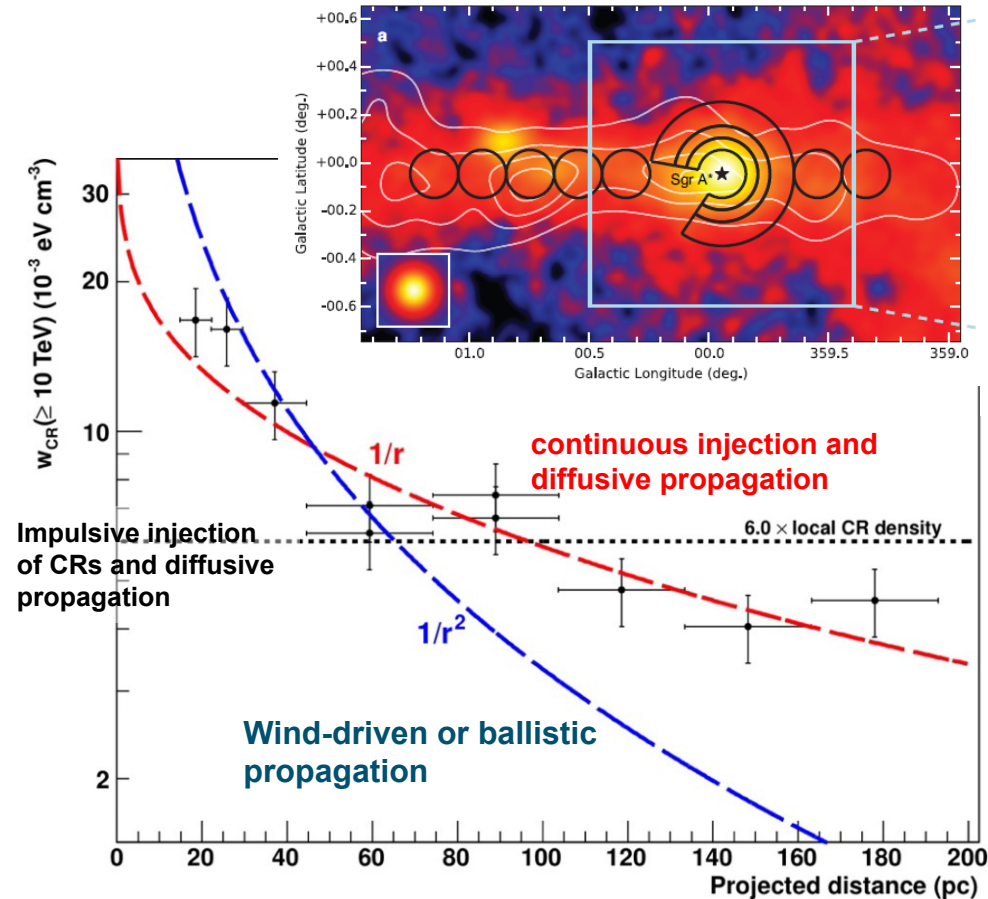 a
+00.6
+00.4
+00.2
+00.0
-00.2
-00.4
-00.6
Galactic Latitude (deg.)
Sgr A*
01.0
00.5
00.0
359.5
359.0
Galactic Longitude (deg.)
w_CR(≥ 10 TeV) (10⁻³ eV cm⁻³)
30
20
10
2
1/r
continuous injection and
diffusive propagation
6.0 × local CR density
Impulsive injection
of CRs and diffusive
propagation
1/r²
Wind-driven or ballistic
propagation
0
20
40
60
80
100
120
140
160
180
200
Projected distance (pc)